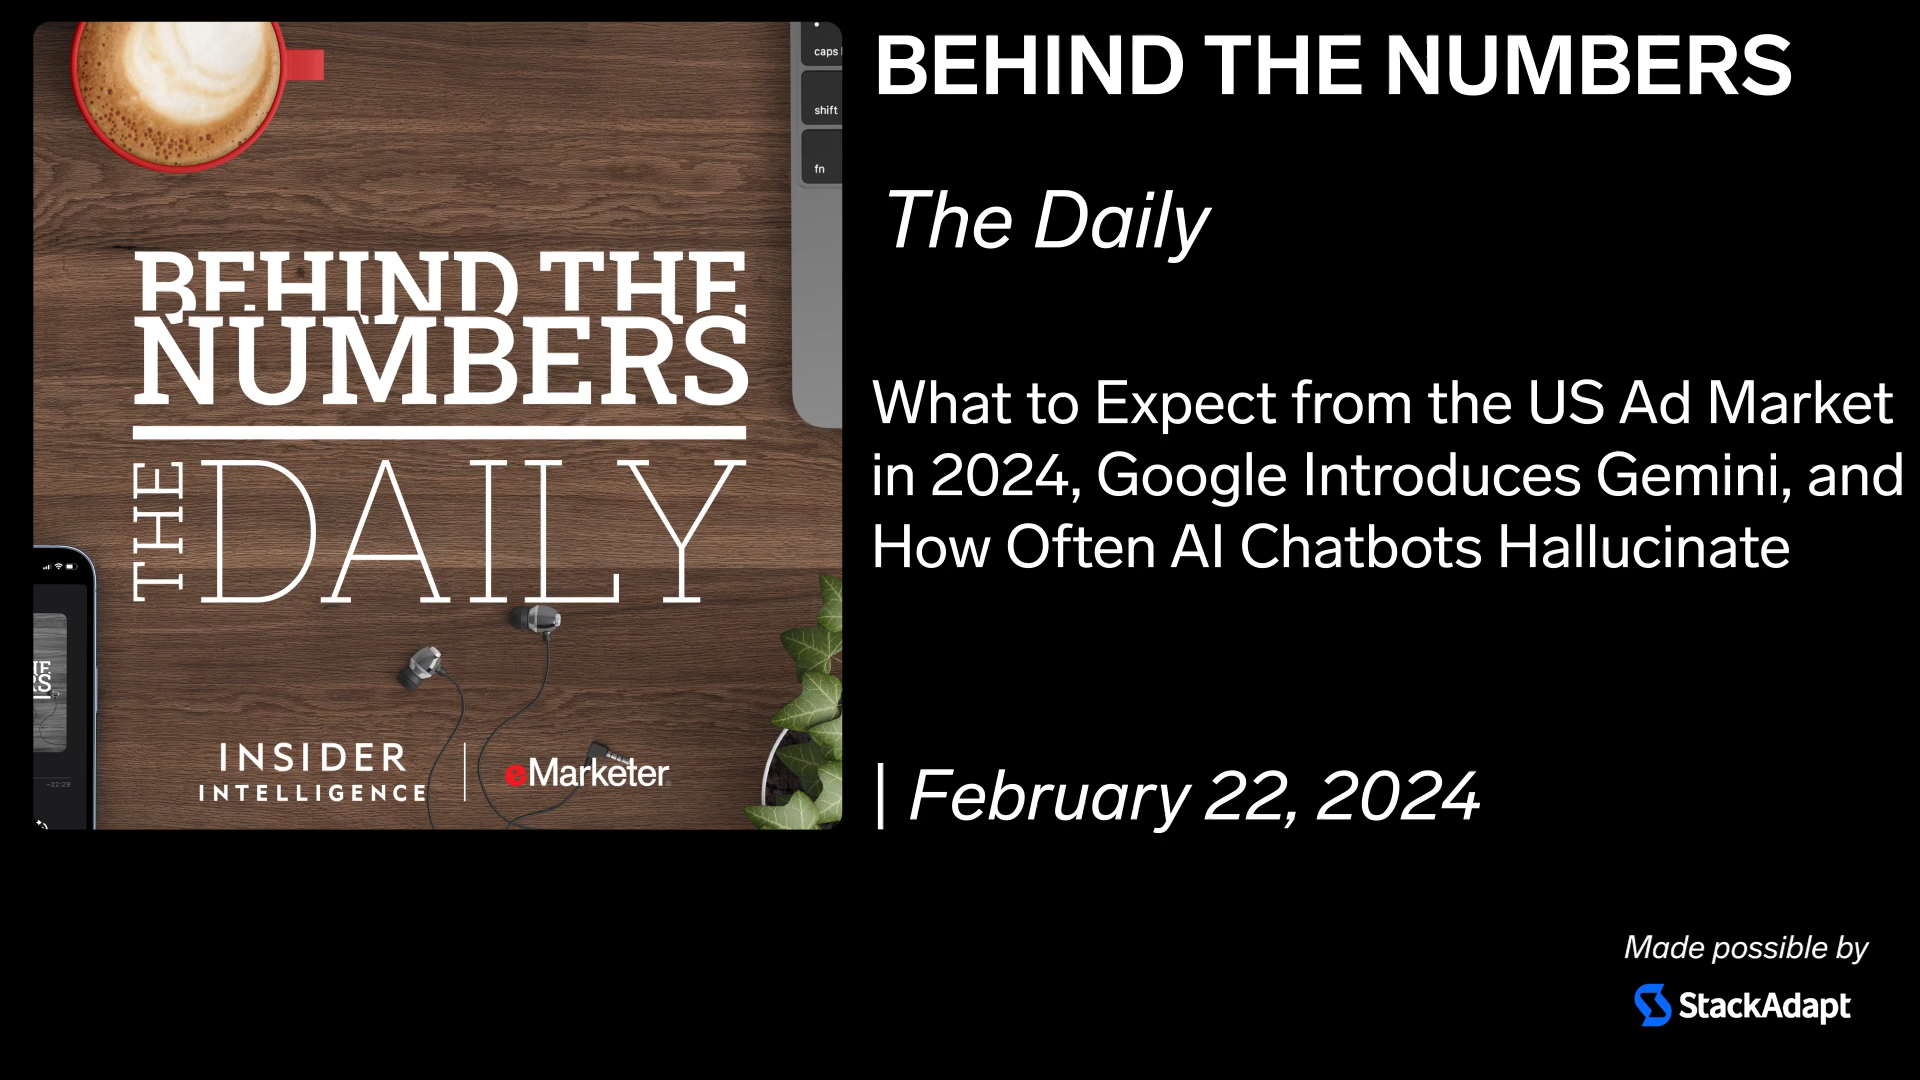 caps
shift
fn
BEHIND THE
NUMBERS
THE DAILY
INSIDER
INTELLIGENCE
eMarketer
-22:29
BEHIND THE NUMBERS
The Daily
What to Expect from the US Ad Market
in 2024, Google Introduces Gemini, and
How Often AI Chatbots Hallucinate
| February 22, 2024
Made possible by
StackAdapt